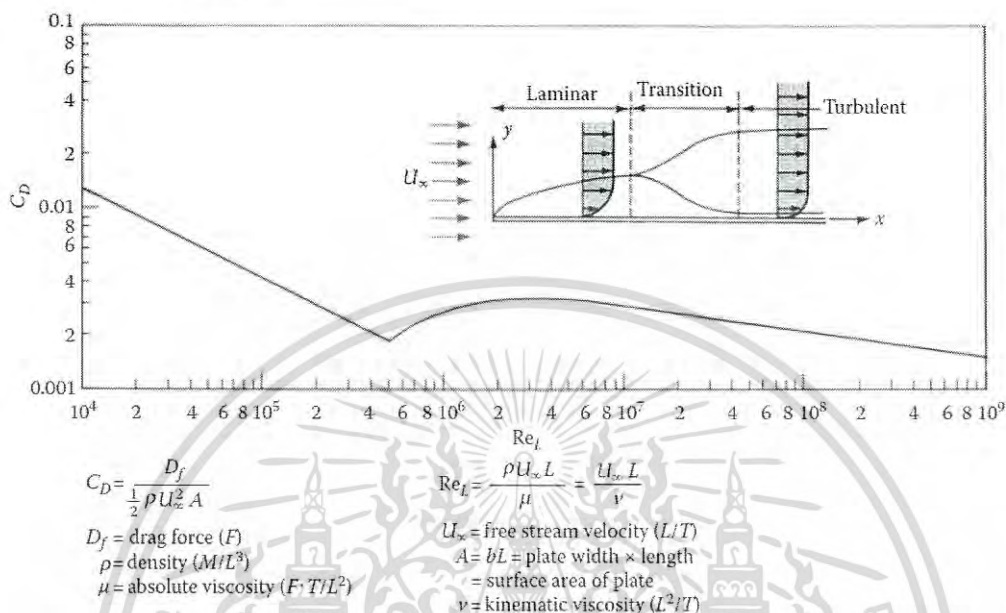 0.1
8
6
4
2
C_D
0.01
8
6
4
2
0.001
Laminar
Transition
Turbulent
y
U_∞
x
10^4 2 4 6 8 10^5 2 4 6 8 10^6 2 4 6 8 10^7 2 4 6 8 10^8 2 4 6 8 10^9
Re_L
C_D = D_f / (1/2 ρ U_∞^2 A)
D_f = drag force (F)
ρ = density (M/L^3)
μ = absolute viscosity (F·T/L^2)
Re_L = ρU_∞L / μ = U_∞L / ν
U_∞ = free stream velocity (L/T)
A = bL = plate width × length
= surface area of plate
ν = kinematic viscosity (L^2/T)